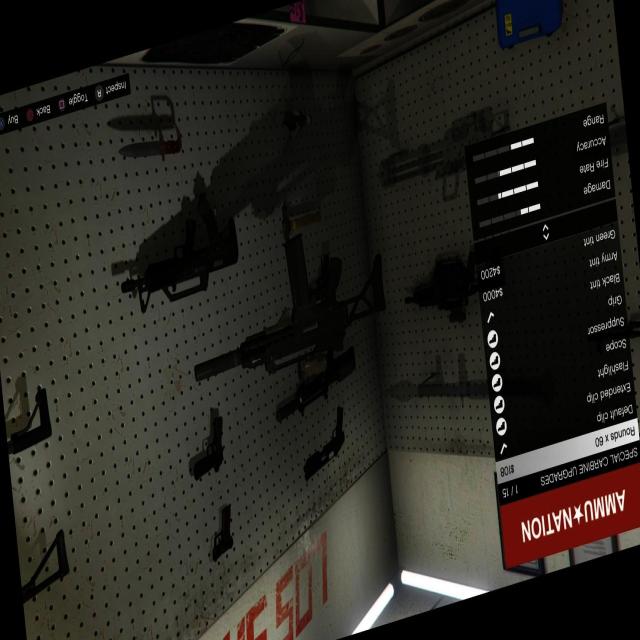 AMMU★NATION
SPECIAL CARBINE UPGRADES 1 / 15
Rounds x 60 $108
Default clip
Extended clip
Flashlight
Scope
Suppressor
Grip
Black tint
Army tint $4000
Green tint $4200
Damage
Fire Rate
Accuracy
Range
Inspect R Toggle Back Buy